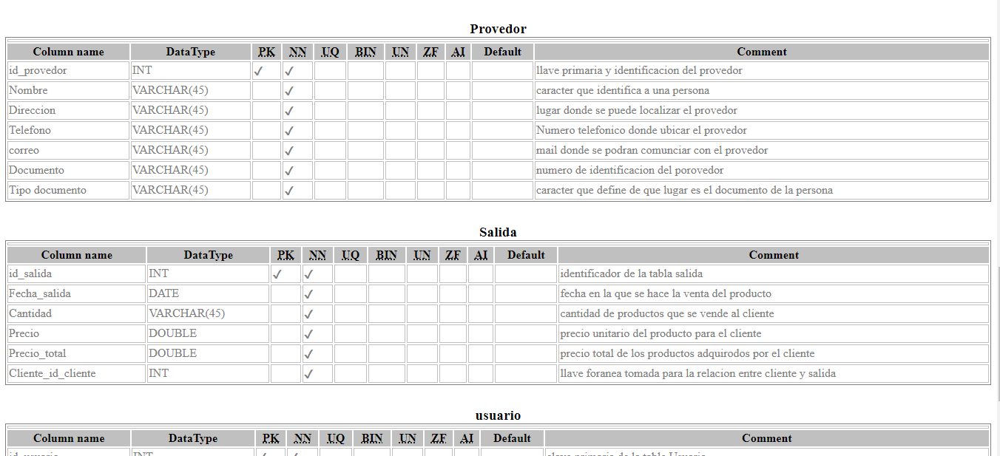 Provedor
Column name DataType PK NN UQ BIN UN ZF AI Default Comment
id_provedor INT ✓ ✓ llave primaria y identificacion del provedor
Nombre VARCHAR(45) ✓ caracter que identifica a una persona
Direccion VARCHAR(45) ✓ lugar donde se puede localizar el provedor
Telefono VARCHAR(45) ✓ Numero telefonico donde ubicar el provedor
correo VARCHAR(45) ✓ mail donde se podran comunciar con el provedor
Documento VARCHAR(45) ✓ numero de identificacion del porovedor
Tipo documento VARCHAR(45) ✓ caracter que define de que lugar es el documento de la persona
Salida
Column name DataType PK NN UQ BIN UN ZF AI Default Comment
id_salida INT ✓ ✓ identificador de la tabla salida
Fecha_salida DATE ✓ fecha en la que se hace la venta del producto
Cantidad VARCHAR(45) ✓ cantidad de productos que se vende al cliente
Precio DOUBLE ✓ precio unitario del producto para el cliente
Precio_total DOUBLE ✓ precio total de los productos adquirodos por el cliente
Cliente_id_cliente INT ✓ llave foranea tomada para la relacion entre cliente y salida
usuario
Column name DataType PK NN UQ BIN UN ZF AI Default Comment
id_usuario INT ✓ ✓ primaria de la tabla Usuario